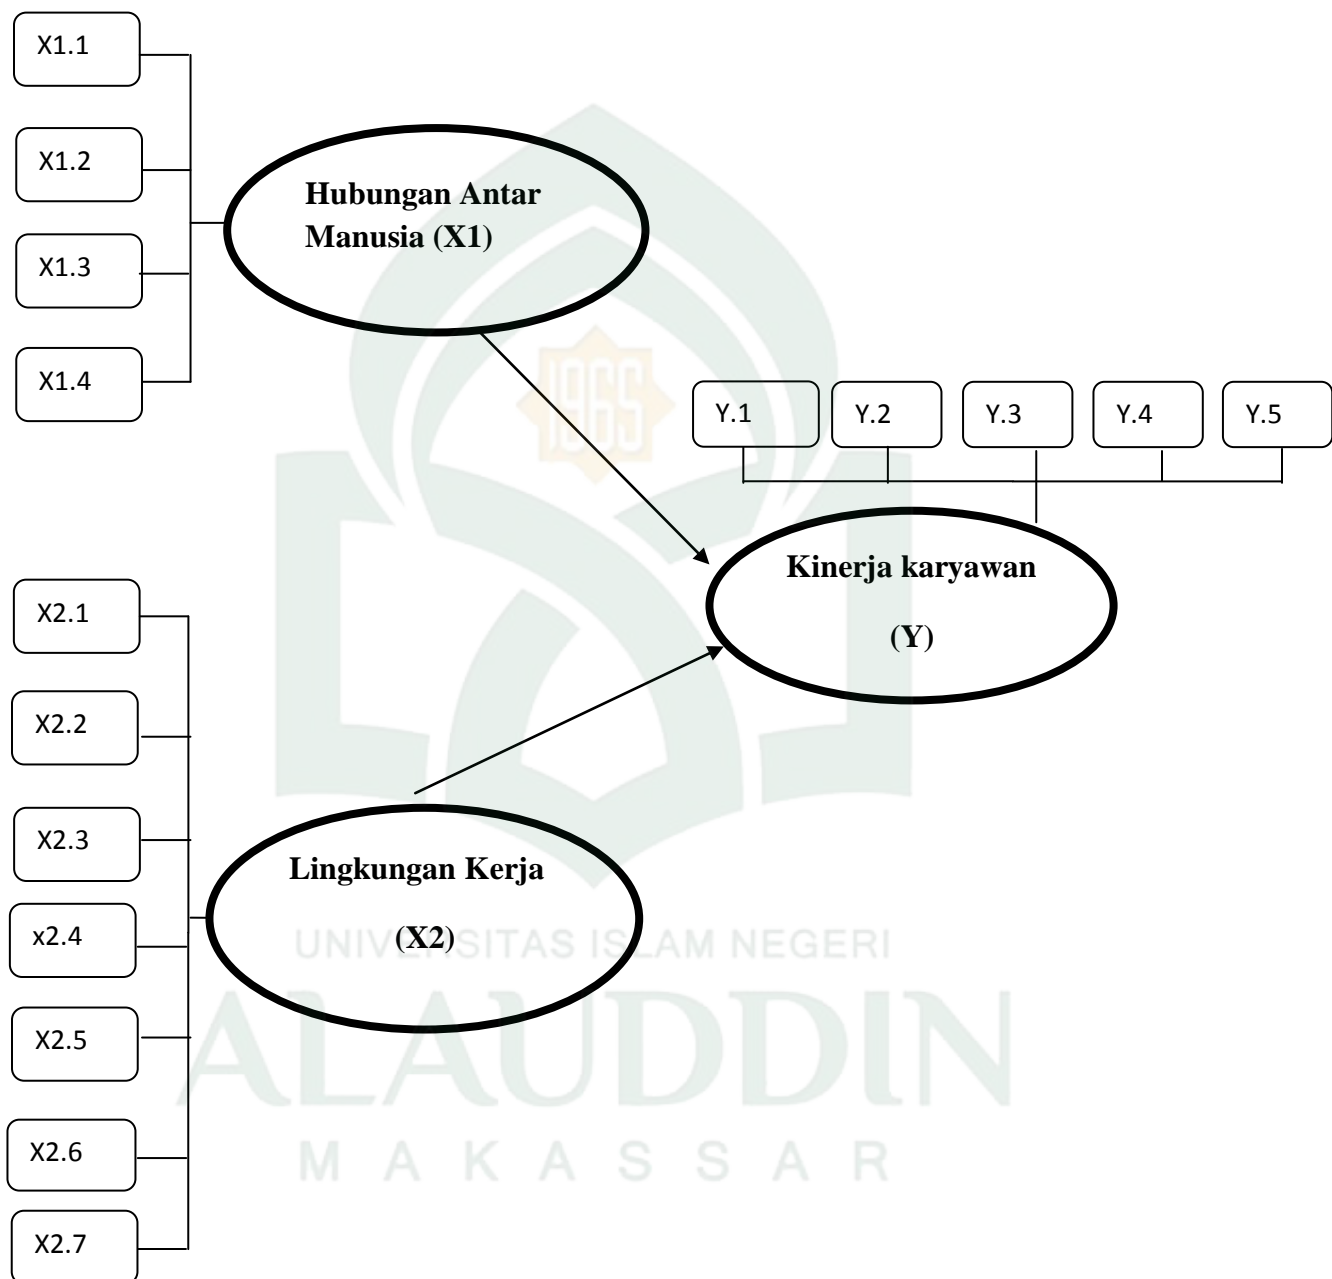 X1.1
X1.2
X1.3
X1.4
Hubungan Antar
Manusia (X1)
1965
Y.1
Y.2
Y.3
Y.4
Y.5
Kinerja karyawan
(Y)
X2.1
X2.2
X2.3
x2.4
X2.5
X2.6
X2.7
Lingkungan Kerja
(X2)
UNIVERSITAS ISLAM NEGERI
ALAUDDIN
MAKASSAR